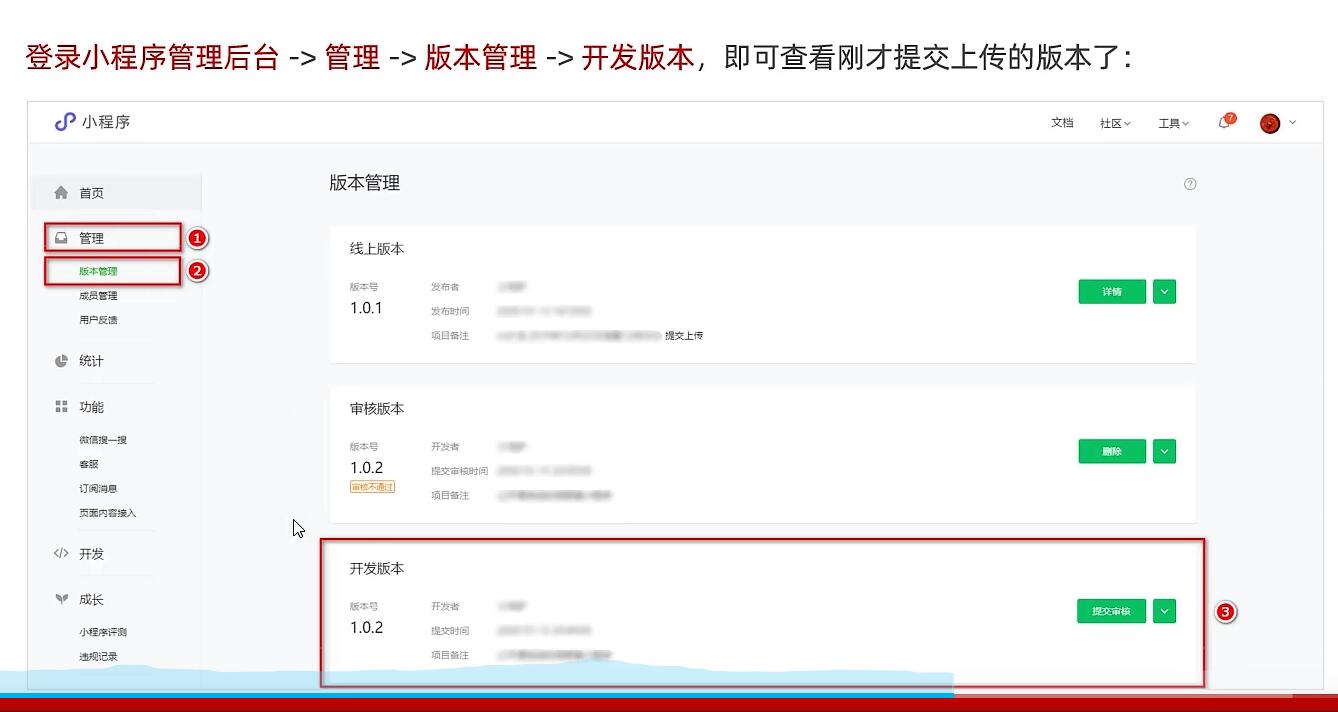 登录小程序管理后台 -> 管理 -> 版本管理 -> 开发版本，即可查看刚才提交上传的版本了：
小程序
文档 社区 工具 7
首页
管理 1
版本管理 2
成员管理
用户反馈
统计
功能
微信搜一搜
客服
订阅消息
页面内容接入
开发
成长
小程序评测
违规记录
版本管理
线上版本
版本号 发布者
1.0.1 发布时间
项目备注 提交上传
详情
审核版本
版本号 开发者
1.0.2 提交审核时间
审核不通过 项目备注
删除
开发版本
版本号 开发者
1.0.2 提交时间
项目备注
提交审核 3